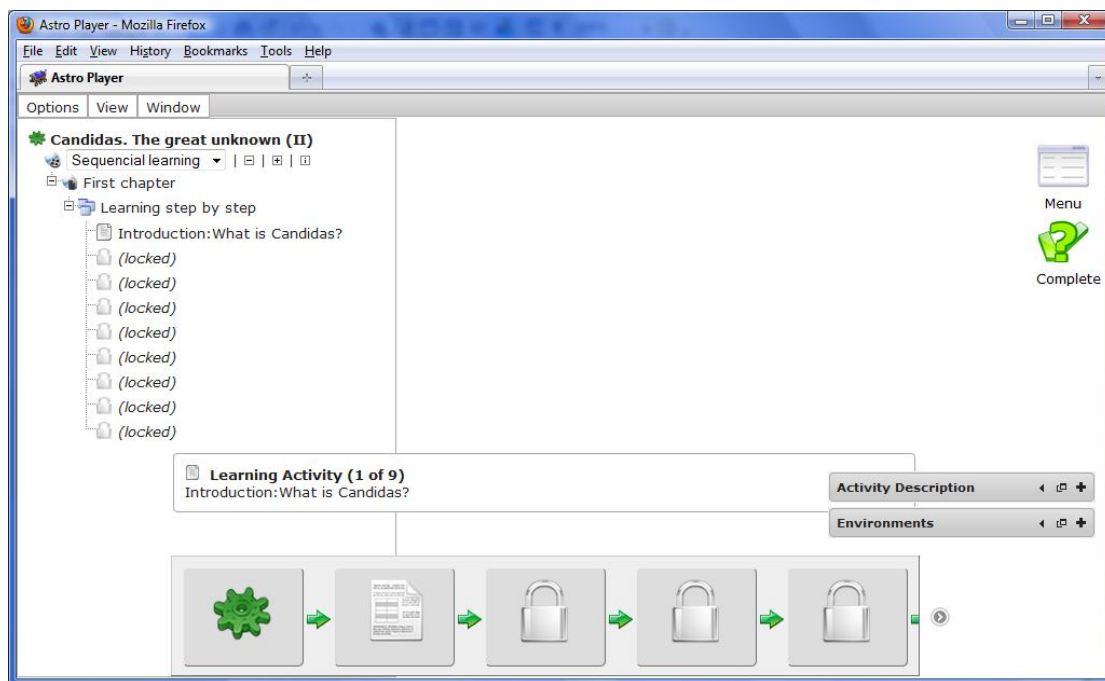 Astro Player - Mozilla Firefox
File Edit View History Bookmarks Tools Help
Astro Player
Options View Window
Candidas. The great unknown (II)
Sequencial learning
First chapter
Learning step by step
Introduction:What is Candidas?
(locked)
(locked)
(locked)
(locked)
(locked)
(locked)
(locked)
(locked)
Menu
Complete
Learning Activity (1 of 9)
Introduction:What is Candidas?
Activity Description
Environments